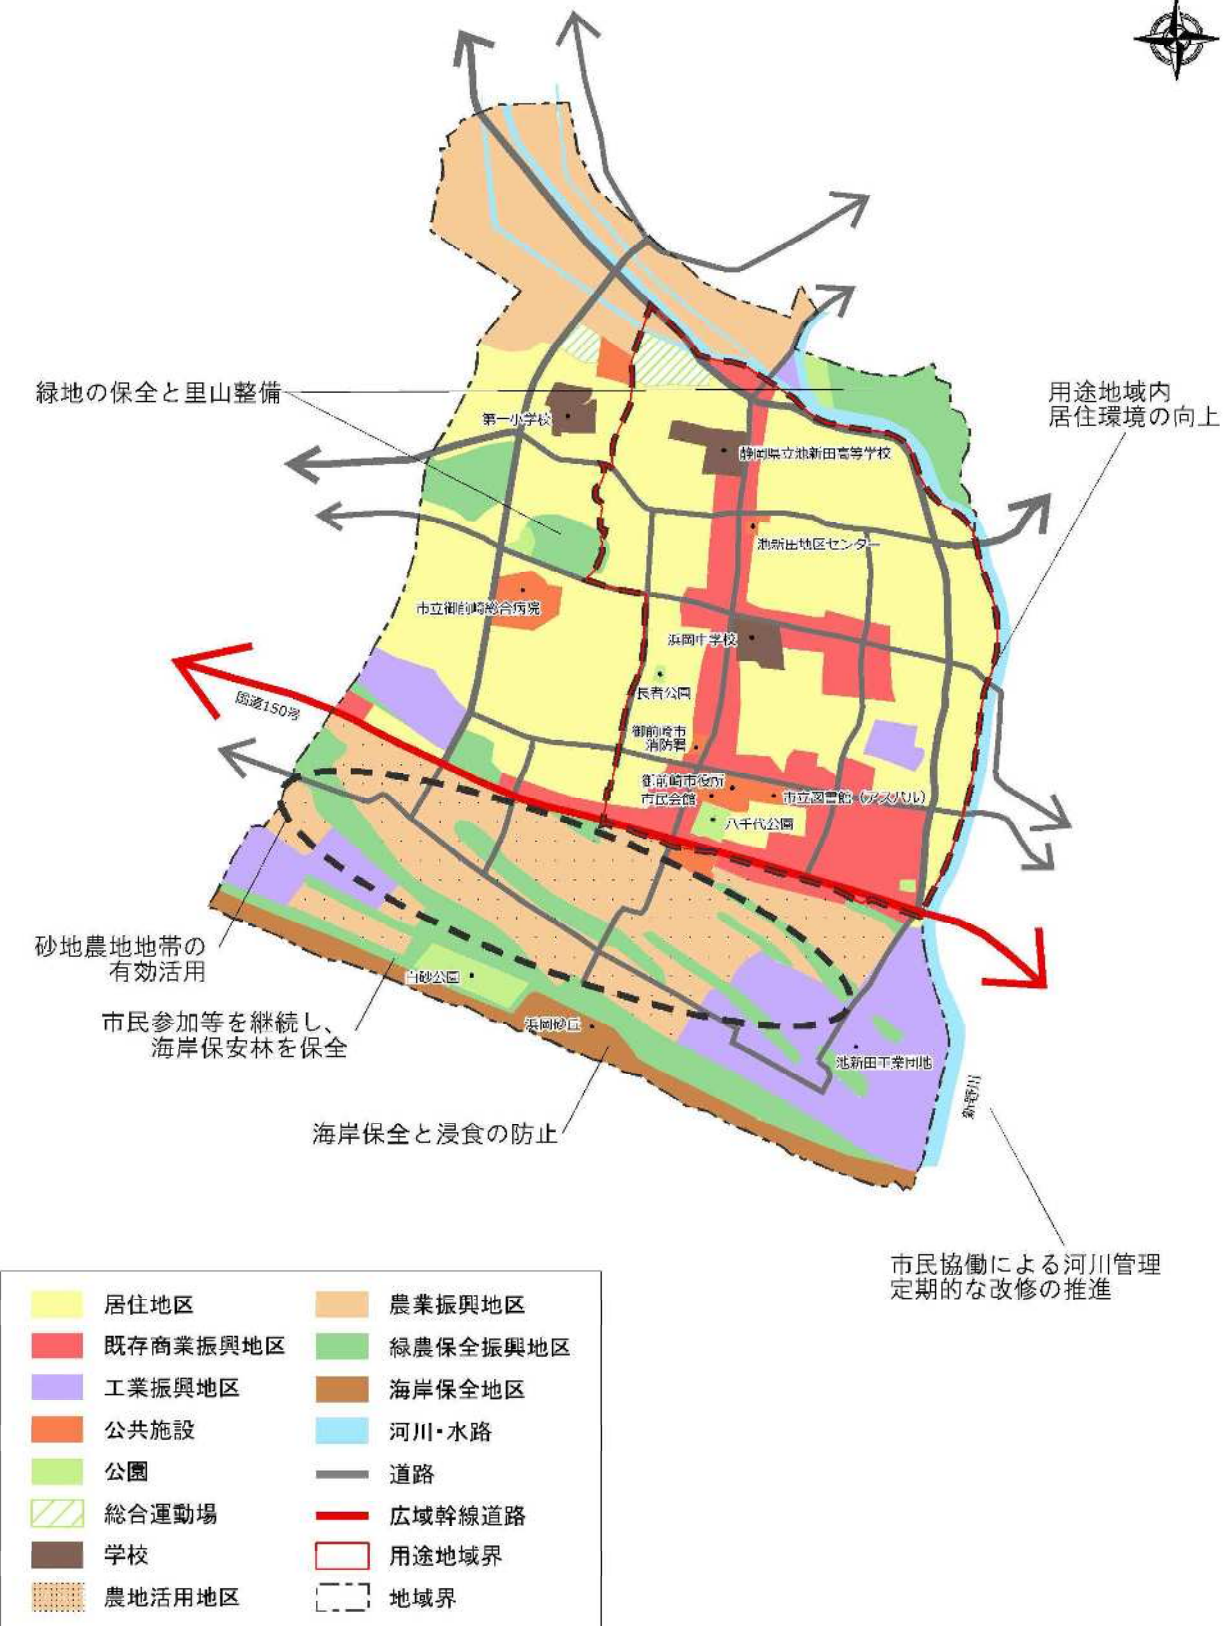 緑地の保全と里山整備
用途地域内
居住環境の向上
第一小学校
静岡県立池新田高等学校
池新田地区センター
市立御前崎総合病院
浜岡中学校
長者公園
国道150号
御前崎市
消防署
御前崎市役所
市民会館
市立図書館（アスパル）
八千代公園
砂地農地地帯の
有効活用
白砂公園
市民参加等を継続し、
海岸保安林を保全
浜岡砂丘
池新田工業団地
新野川
海岸保全と浸食の防止
市民協働による河川管理
定期的な改修の推進
居住地区
既存商業振興地区
工業振興地区
公共施設
公園
総合運動場
学校
農地活用地区
農業振興地区
緑農保全振興地区
海岸保全地区
河川・水路
道路
広域幹線道路
用途地域界
地域界